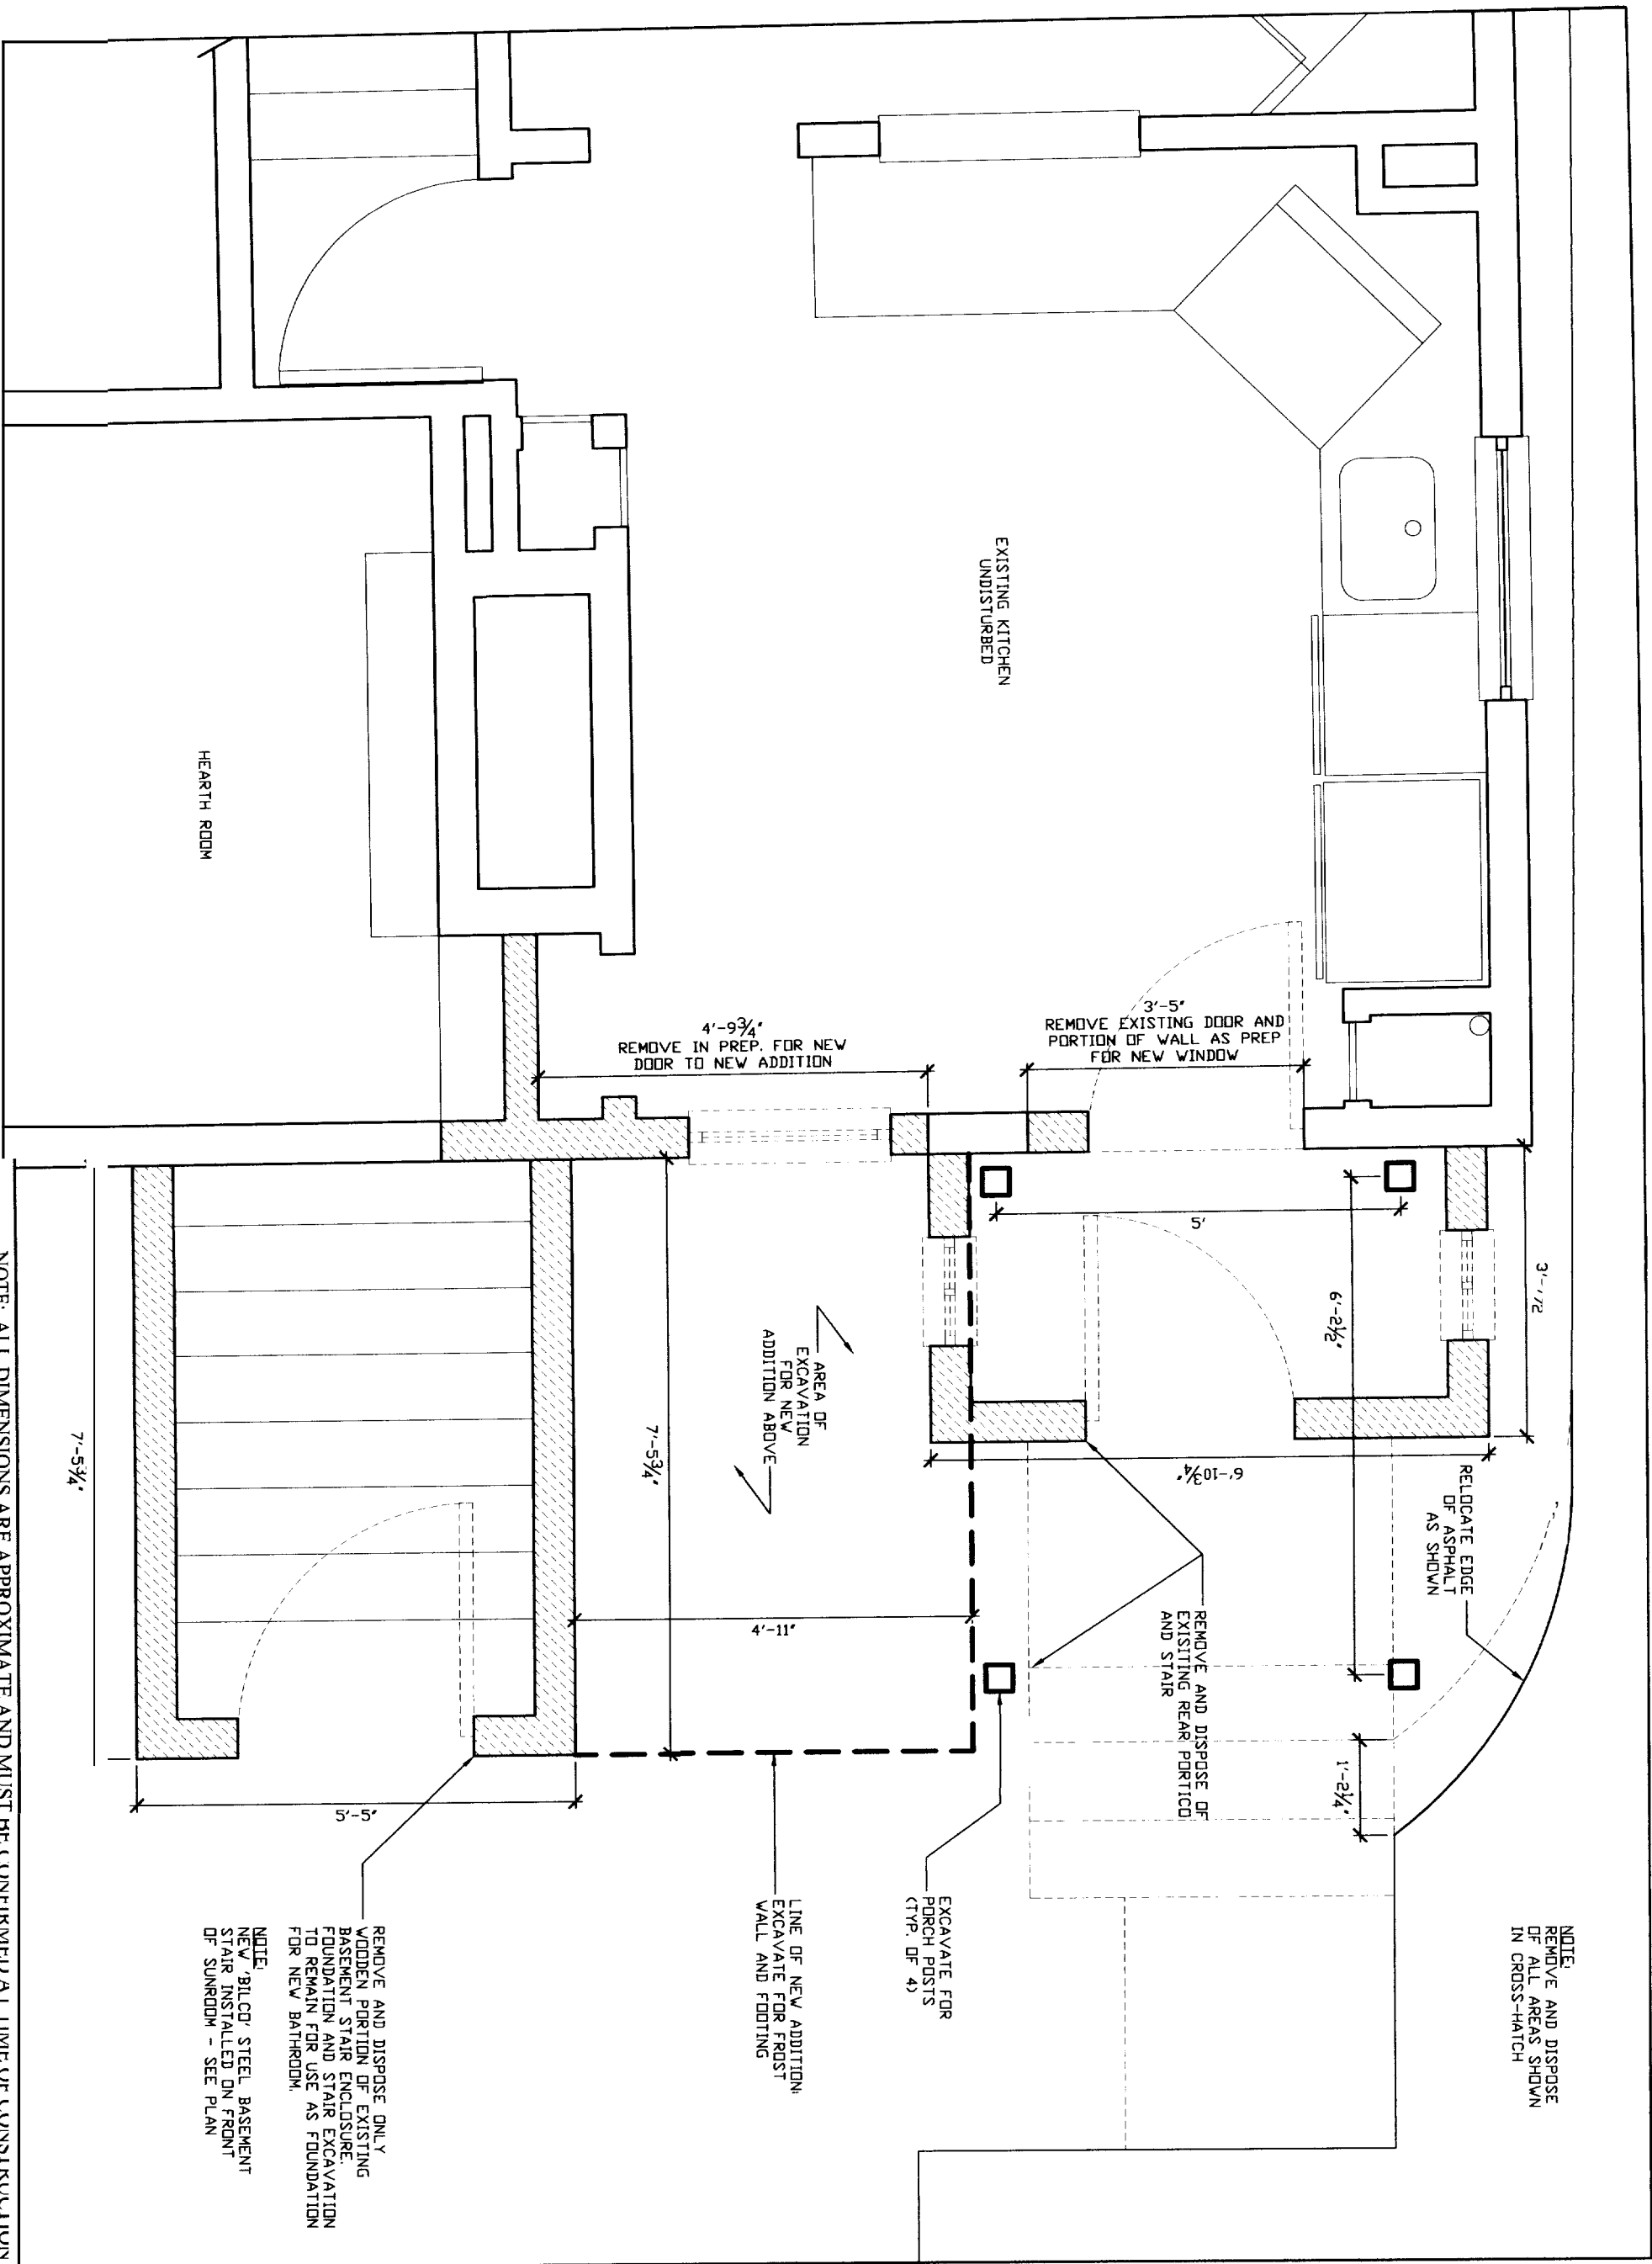 NOTE:
REMOVE AND DISPOSE
OF ALL AREAS SHOWN
IN CROSS-HATCH
RELOCATE EDGE
OF ASPHALT
AS SHOWN
3'-5"
REMOVE EXISTING DOOR AND
PORTION OF WALL AS PREP
FOR NEW WINDOW
4'-9¾"
REMOVE IN PREP. FOR NEW
DOOR TO NEW ADDITION
EXISTING KITCHEN
UNDISTURBED
HEARTH ROOM
5'
6'-2½"
6'-10¾"
1'-2¼"
REMOVE AND DISPOSE OF
EXISITING REAR PORTICO
AND STAIR
AREA OF
EXCAVATION
FOR NEW
ADDITION ABOVE
7'-5¾"
4'-11"
EXCAVATE FOR
PORCH POSTS
(TYP. OF 4)
LINE OF NEW ADDITION:
EXCAVATE FOR FROST
WALL AND FOOTING
5'-5"
7'-5¾"
REMOVE AND DISPOSE ONLY
WOODEN PORTION OF EXISTING
BASEMENT STAIR ENCLOSURE.
FOUNDATION AND STAIR EXCAVATION
TO REMAIN FOR USE AS FOUNDATION
FOR NEW BATHROOM.
NOTE:
NEW 'BILCO' STEEL BASEMENT
STAIR INSTALLED ON FRONT
OF SUNROOM - SEE PLAN
NOTE: ALL DIMENSIONS ARE APPROXIMATE AND MUST BE CONFIRMED AT TIME OF CONSTRUCTION